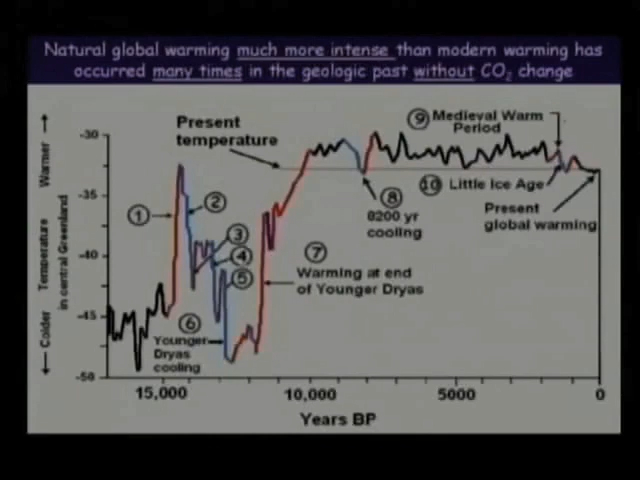 Natural global warming much more intense than modern warming has
occurred many times in the geologic past without CO2 change
Present
temperature
9 Medieval Warm
Period
10 Little Ice Age
Present
global warming
8
8200 yr
cooling
7
Warming at end
of Younger Dryas
1
2
3
4
5
6
Younger
Dryas
cooling
← Colder Temperature Warmer →
in central Greenland
-30
-35
-40
-45
-50
15,000 10,000 5000 0
Years BP